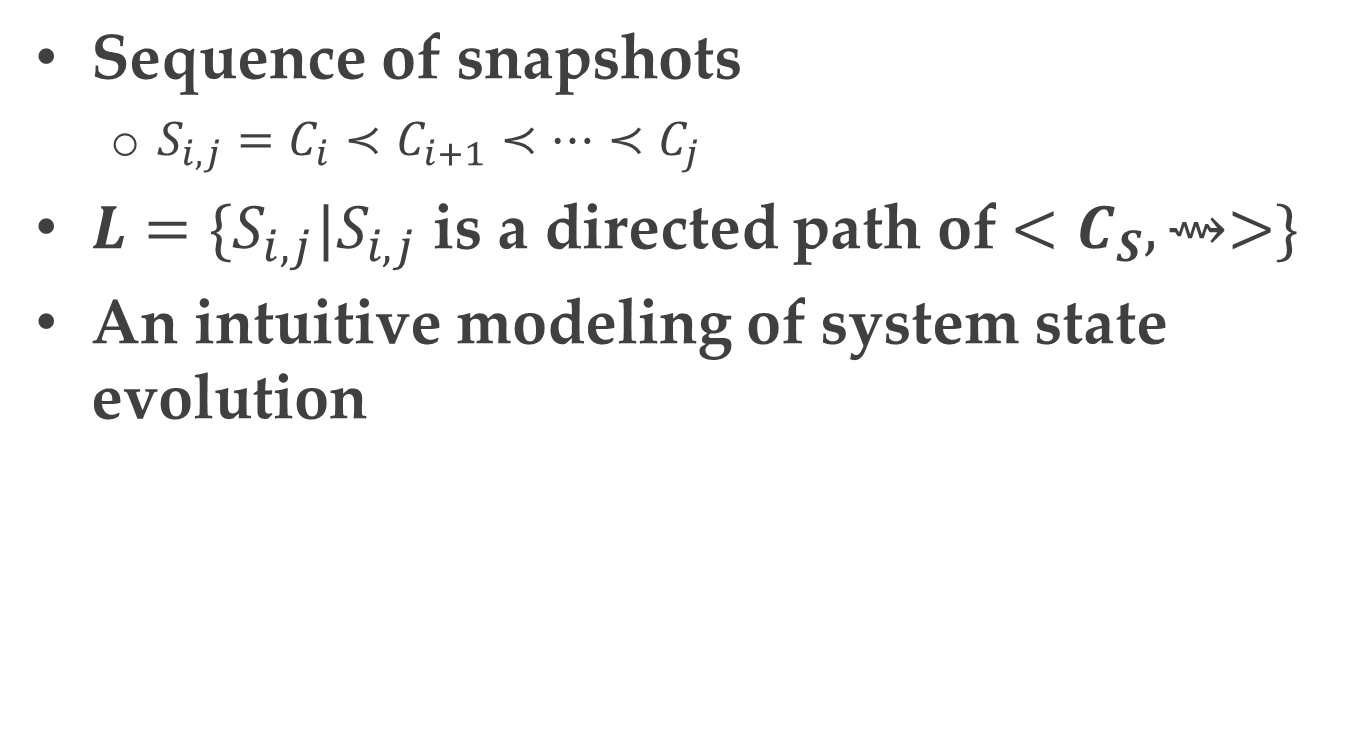 • Sequence of snapshots
○ S_{i,j} = C_i ≺ C_{i+1} ≺ ⋯ ≺ C_j
• L = {S_{i,j}|S_{i,j} is a directed path of < C_S, ⇝>}
• An intuitive modeling of system state
evolution